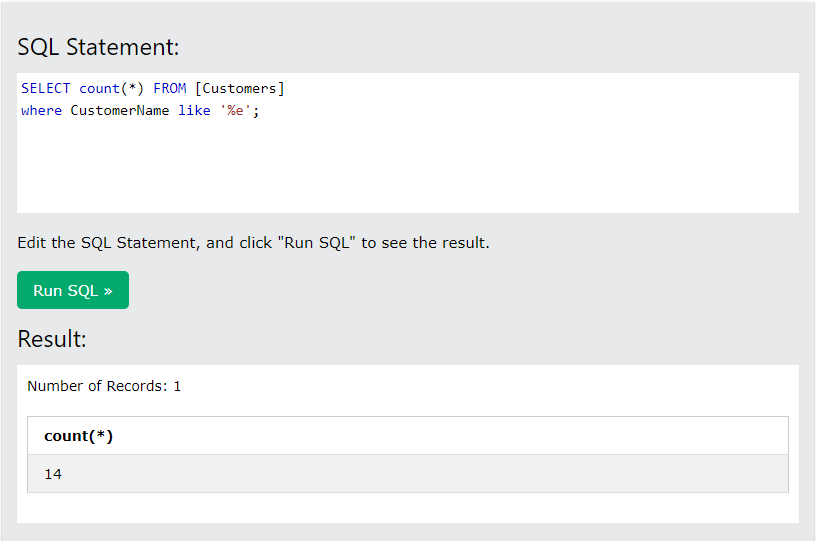 SQL Statement:
SELECT count(*) FROM [Customers]
where CustomerName like '%e';
Edit the SQL Statement, and click "Run SQL" to see the result.
Run SQL »
Result:
Number of Records: 1
count(*)
14